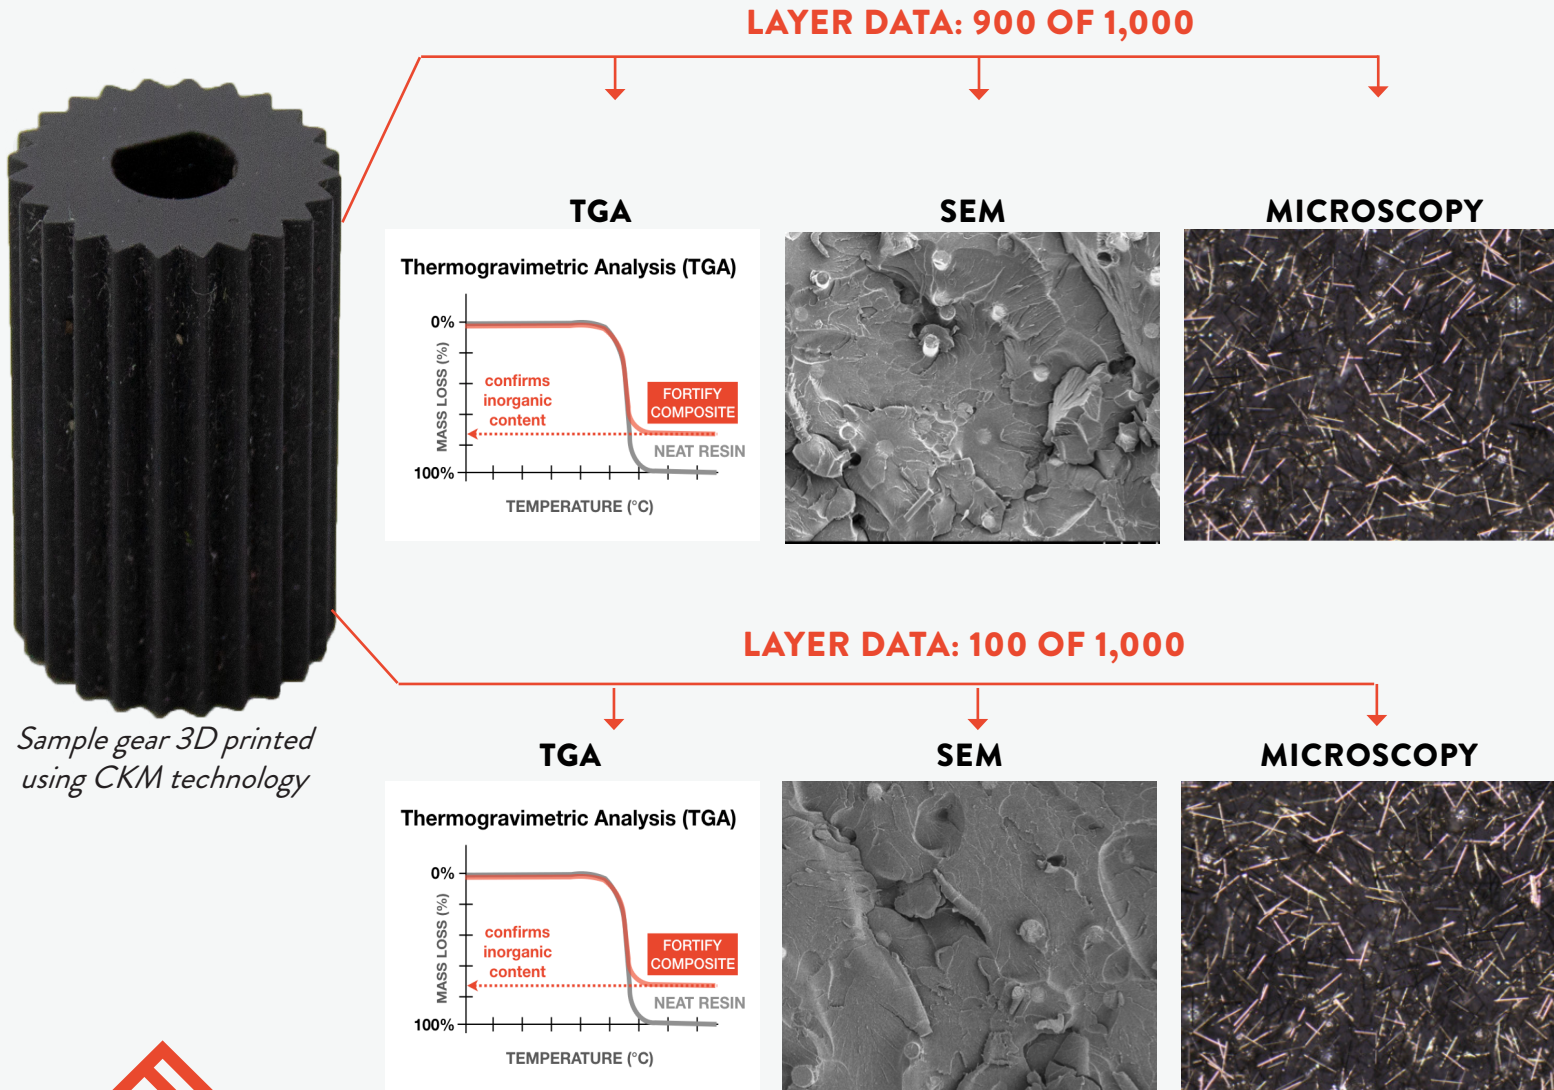 LAYER DATA: 900 OF 1,000
TGA
SEM
MICROSCOPY
Thermogravimetric Analysis (TGA)
0%
MASS LOSS (%)
confirms
inorganic
content
FORTIFY
COMPOSITE
NEAT RESIN
100%
TEMPERATURE (°C)
LAYER DATA: 100 OF 1,000
Sample gear 3D printed
using CKM technology
TGA
SEM
MICROSCOPY
Thermogravimetric Analysis (TGA)
0%
MASS LOSS (%)
confirms
inorganic
content
FORTIFY
COMPOSITE
NEAT RESIN
100%
TEMPERATURE (°C)